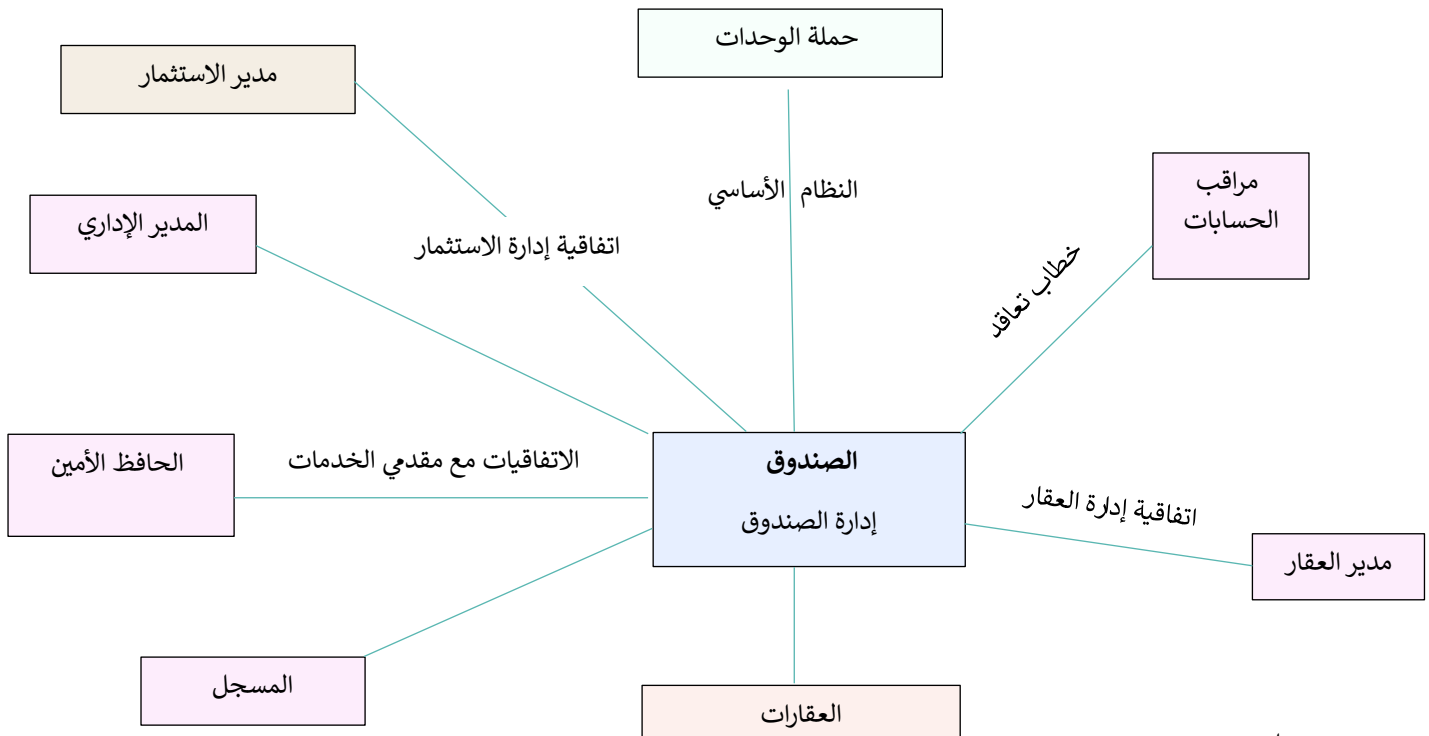 حملة الوحدات
مدير الاستثمار
مراقب
الحسابات
النظام الأساسي
المدير الإداري
اتفاقية إدارة الاستثمار
خطاب تعاقد
الحافظ الأمين
الاتفاقيات مع مقدمي الخدمات
الصندوق
إدارة الصندوق
اتفاقية إدارة العقار
مدير العقار
المسجل
العقارات